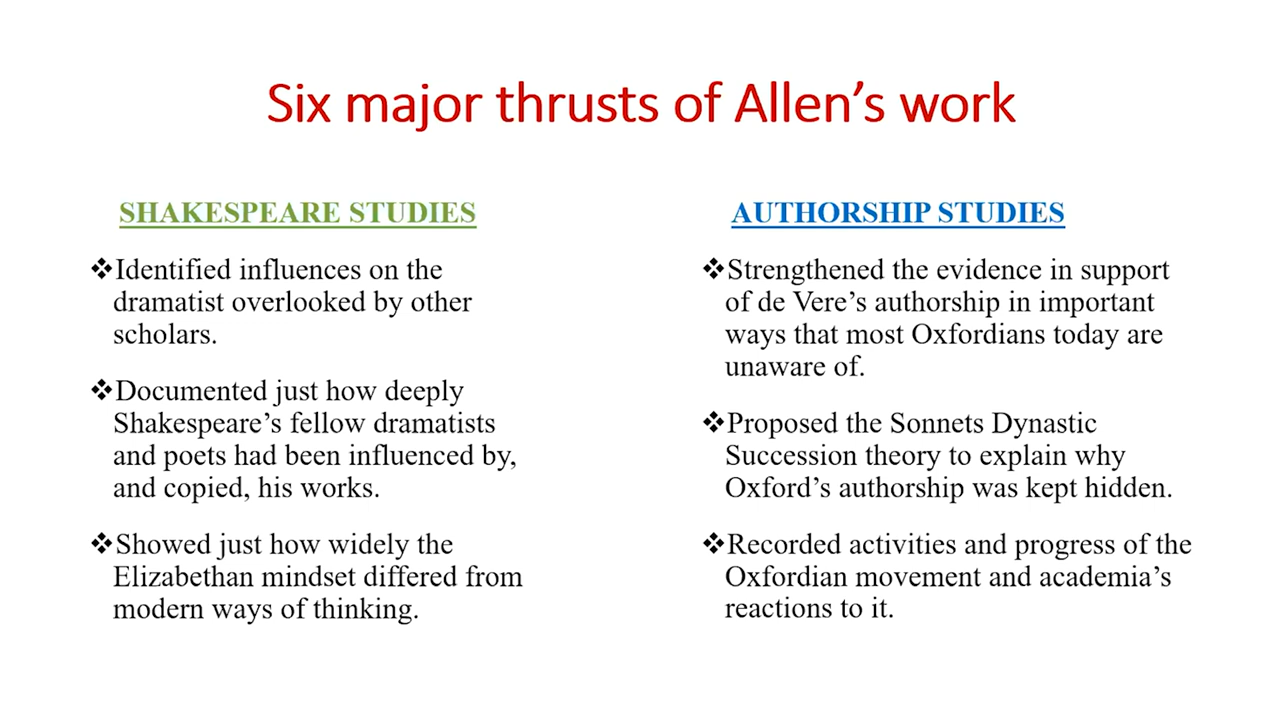 Six major thrusts of Allen’s work
SHAKESPEARE STUDIES
❖Identified influences on the
dramatist overlooked by other
scholars.
❖Documented just how deeply
Shakespeare’s fellow dramatists
and poets had been influenced by,
and copied, his works.
❖Showed just how widely the
Elizabethan mindset differed from
modern ways of thinking.
AUTHORSHIP STUDIES
❖Strengthened the evidence in support
of de Vere’s authorship in important
ways that most Oxfordians today are
unaware of.
❖Proposed the Sonnets Dynastic
Succession theory to explain why
Oxford’s authorship was kept hidden.
❖Recorded activities and progress of the
Oxfordian movement and academia’s
reactions to it.